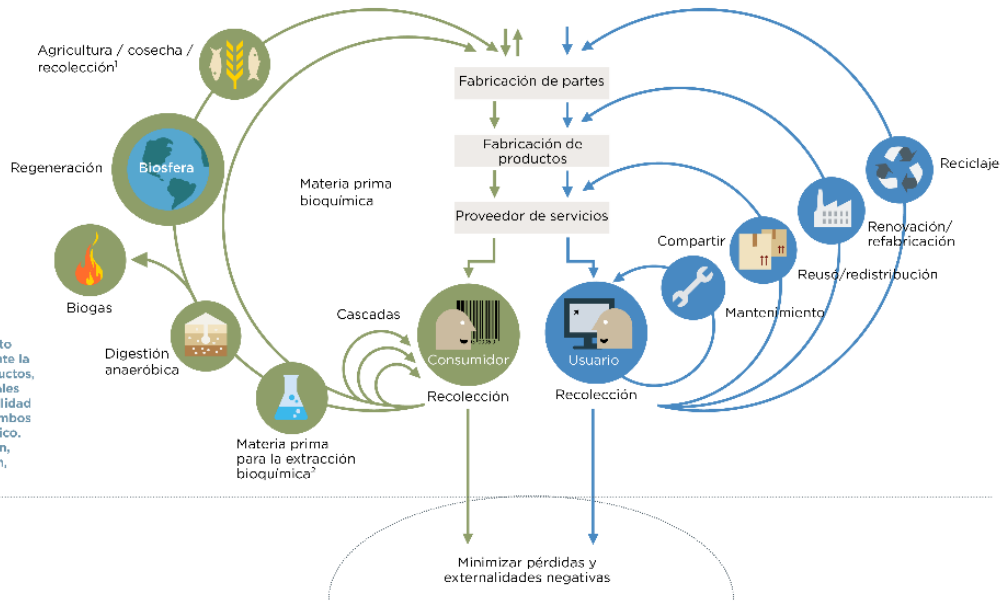 Agricultura / cosecha /
recolección¹
Regeneración
Biosfera
Biogas
Digestión
anaeróbica
Materia prima
para la extracción
bioquímica²
Materia prima
bioquímica
Cascadas
Fabricación de partes
Fabricación de
productos
Proveedor de servicios
Consumidor
Recolección
Usuario
Recolección
Compartir
Mantenimiento
Reuso/redistribución
Renovación/
refabricación
Reciclaje
Minimizar pérdidas y
externalidades negativas